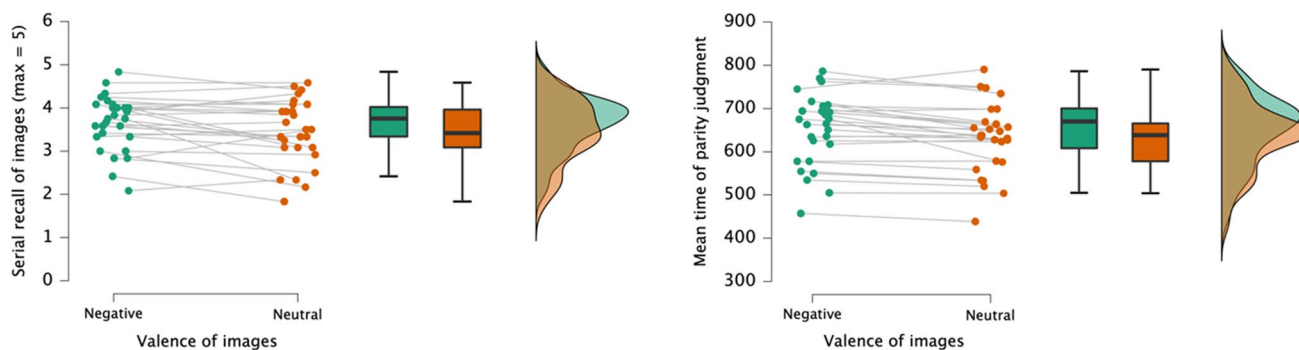 Serial recall of images (max = 5)
6
5
4
3
2
1
0
Negative
Neutral
Valence of images
Mean time of parity judgment
900
800
700
600
500
400
300
Negative
Neutral
Valence of images